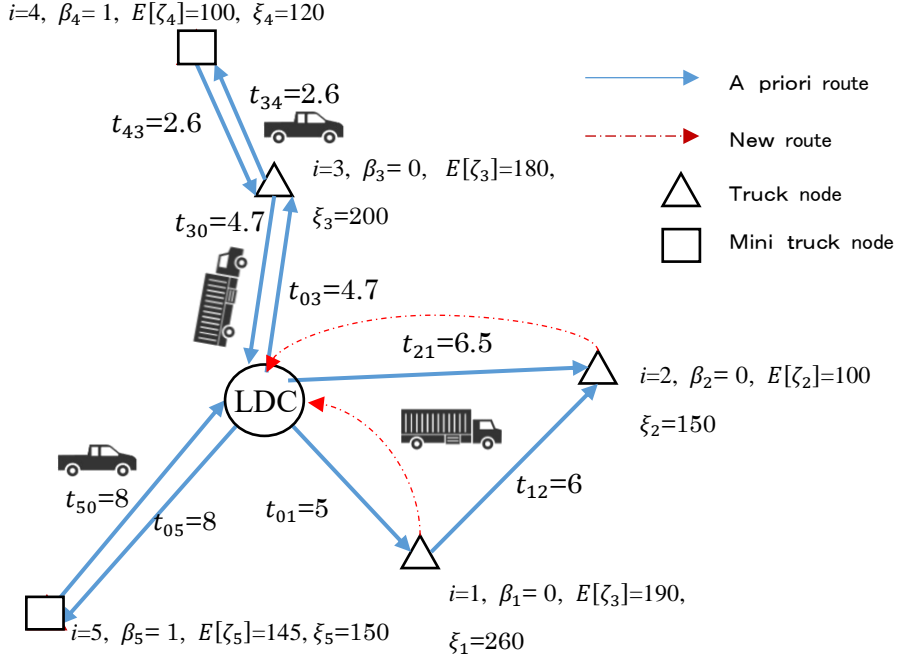 i=4, β₄= 1, E[ζ₄]=100, ξ₄=120
t₃₄=2.6
t₄₃=2.6
A priori route
New route
Truck node
Mini truck node
i=3, β₃= 0, E[ζ₃]=180,
ξ₃=200
t₃₀=4.7
t₀₃=4.7
t₂₁=6.5
LDC
i=2, β₂= 0, E[ζ₂]=100
ξ₂=150
t₅₀=8
t₀₅=8
t₀₁=5
t₁₂=6
i=1, β₁= 0, E[ζ₃]=190,
ξ₁=260
i=5, β₅= 1, E[ζ₅]=145, ξ₅=150